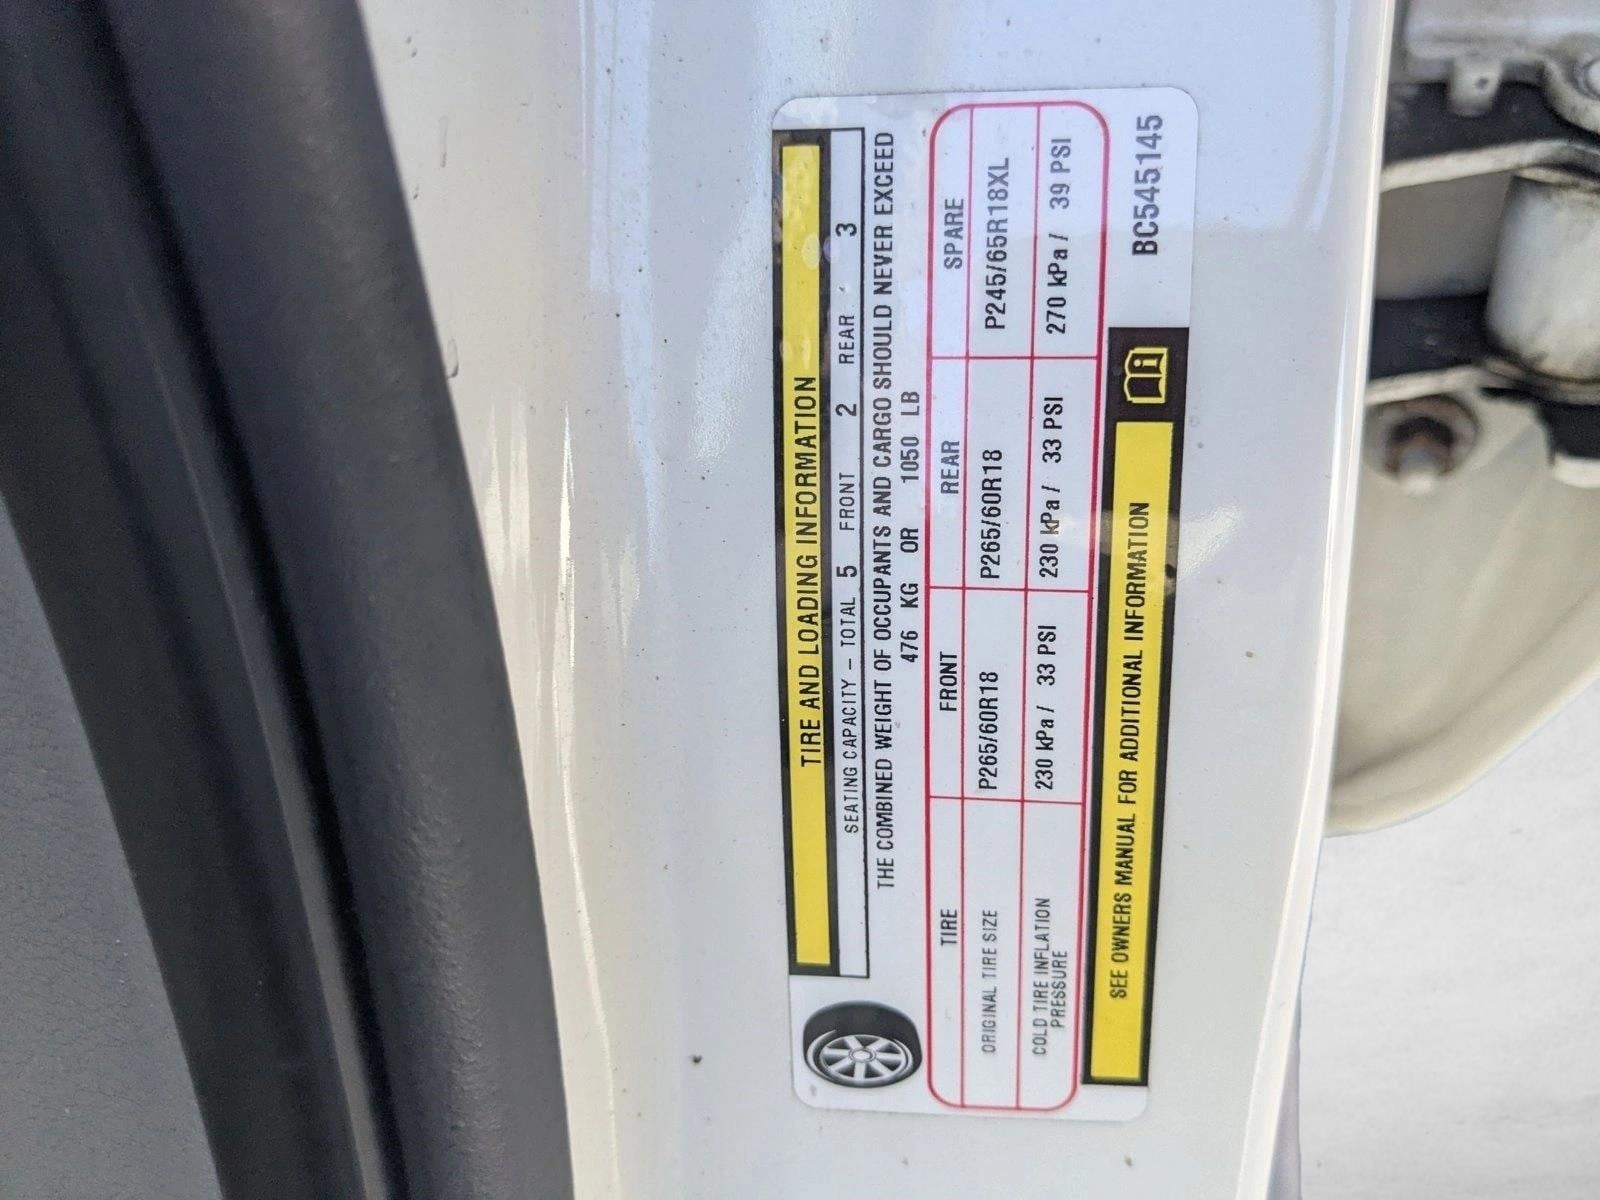 TIRE AND LOADING INFORMATION
SEATING CAPACITY – TOTAL 5 FRONT 2 REAR 3
THE COMBINED WEIGHT OF OCCUPANTS AND CARGO SHOULD NEVER EXCEED
476 KG OR 1050 LB
TIRE FRONT REAR SPARE
ORIGINAL TIRE SIZE P265/60R18 P265/60R18 P245/65R18XL
COLD TIRE INFLATION
PRESSURE 230 kPa / 33 PSI 230 kPa / 33 PSI 270 kPa / 39 PSI
SEE OWNERS MANUAL FOR ADDITIONAL INFORMATION
BC545145